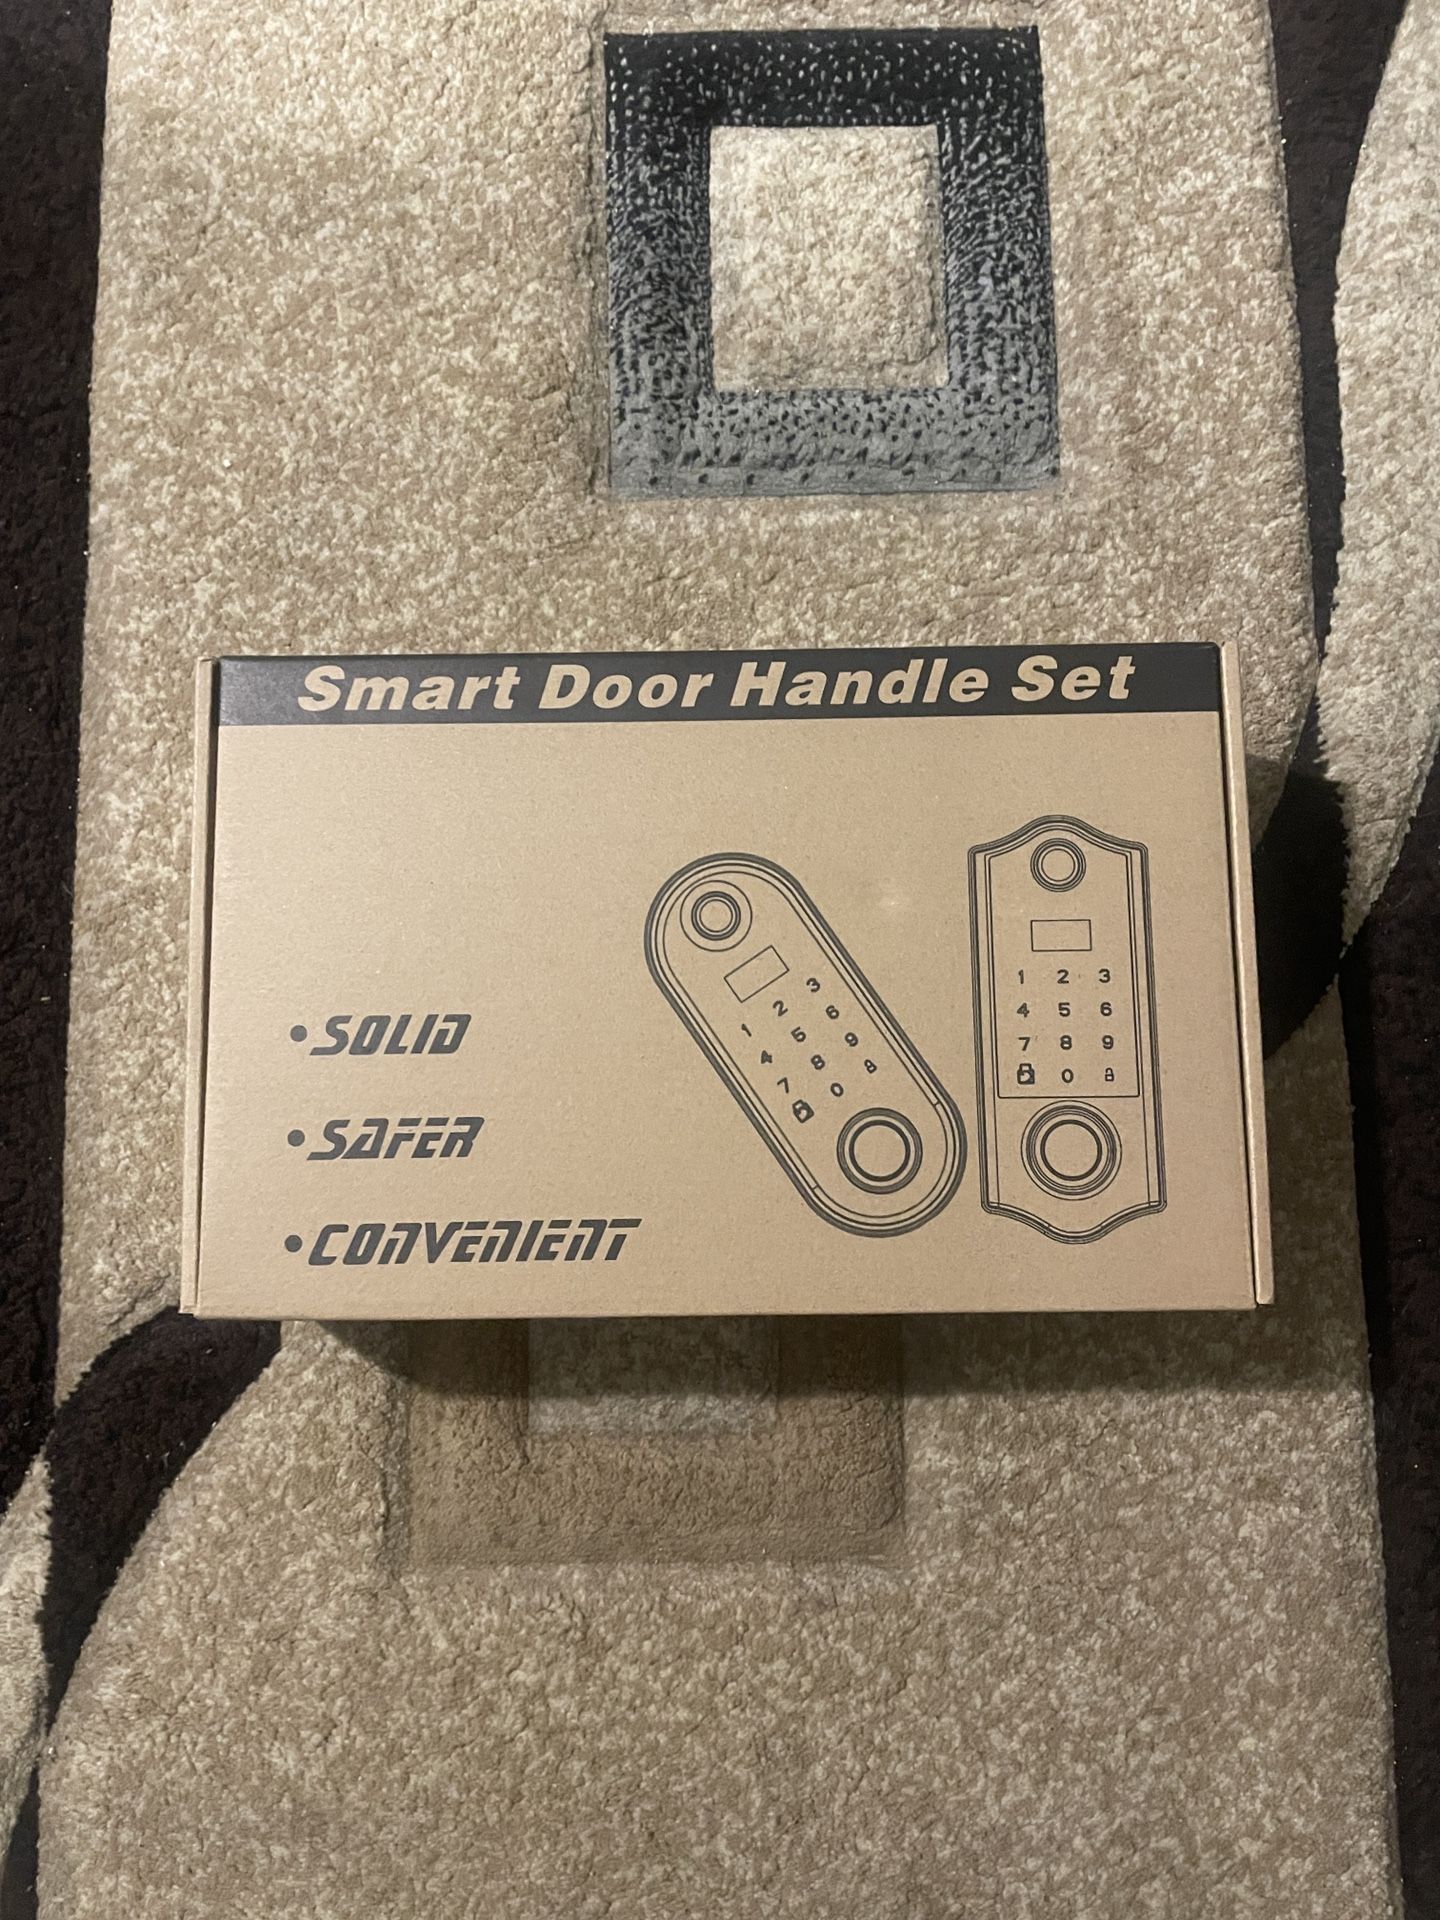 Smart Door Handle Set
•SOLID
•SAFER
•CONVENIENT
1 2 3
4 5 6
7 8 9
0
1 2 3
4 5 6
7 8 9
0